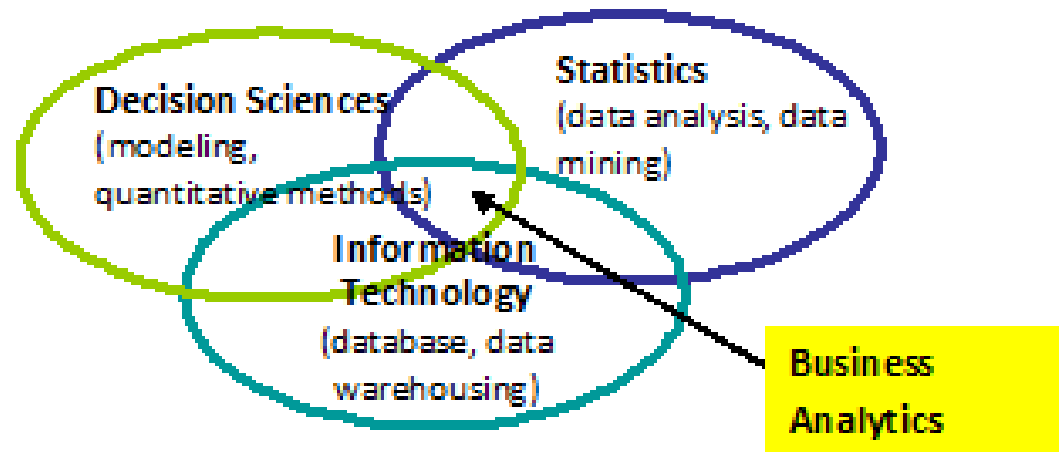 Decision Sciences
(modeling,
quantitative methods)
Statistics
(data analysis, data
mining)
Information
Technology
(database, data
warehousing)
Business
Analytics